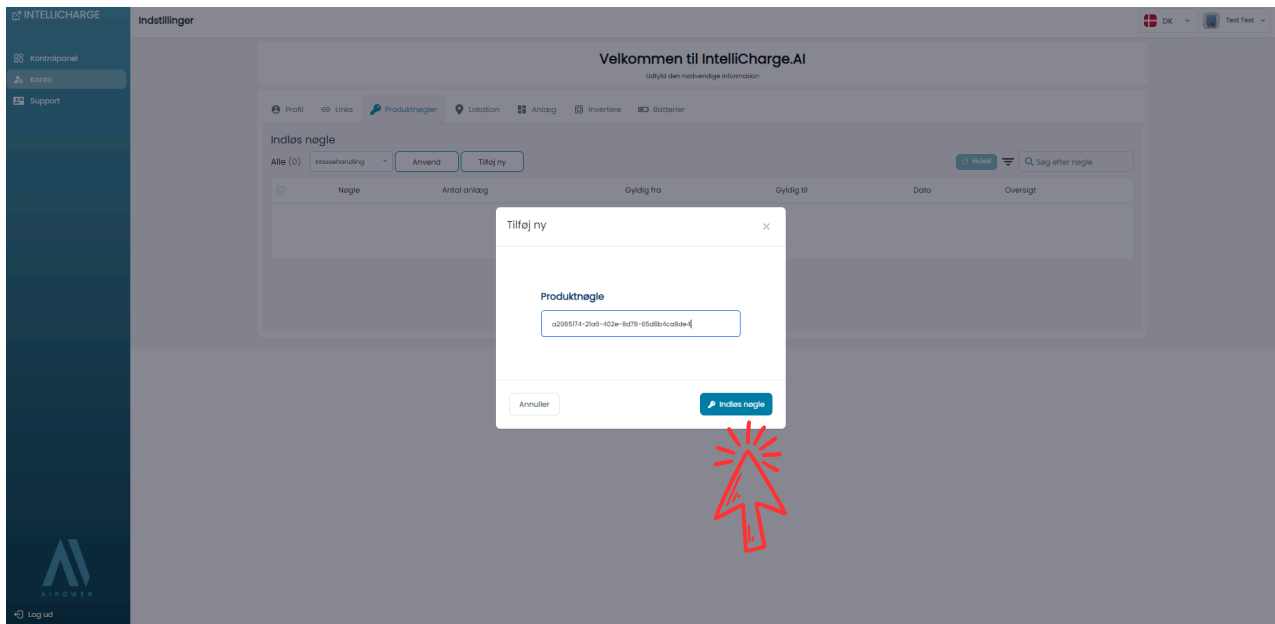 INTELLICHARGE
Indstillinger
DK
Test Test
Kontrolpanel
Konto
Support
Velkommen til IntelliCharge.AI
Udfyld den nødvendige information
Profil Links Produktnøgler Lokation Anlæg Invertere Batterier
Indløs nøgle
Alle (0) Massehandling Anvend Tilføj ny Nulstil Søg efter nøgle
Nøgle Antal anlæg Gyldig fra Gyldig til Dato Oversigt
Tilføj ny
Produktnøgle
a2985174-21a6-402e-8d78-65d8b4ca8de4
Annuller
Indløs nøgle
AIPOWER
Log ud